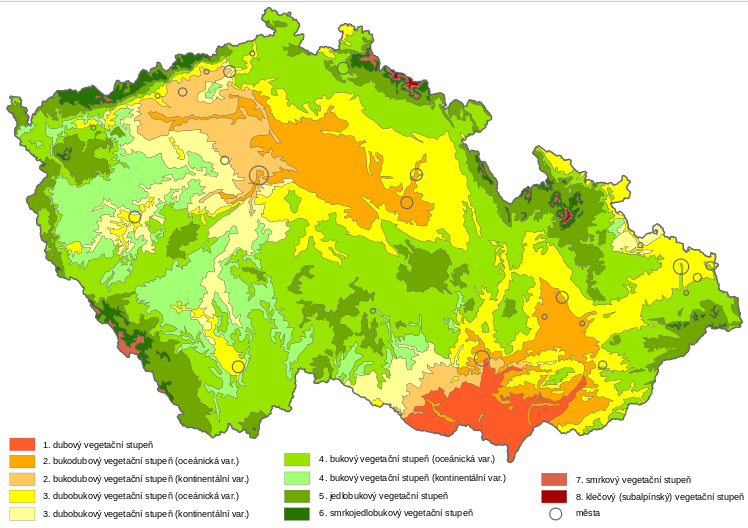 1. dubový vegetační stupeň
2. bukodubový vegetační stupeň (oceánická var.)
2. bukodubový vegetační stupeň (kontinentální var.)
3. dubobukový vegetační stupeň (oceánická var.)
3. dubobukový vegetační stupeň (kontinentální var.)
4. bukový vegetační stupeň (oceánická var.)
4. bukový vegetační stupeň (kontinentální var.)
5. jedlobukový vegetační stupeň
6. smrkojedlobukový vegetační stupeň
7. smrkový vegetační stupeň
8. klečový (subalpínský) vegetační stupeň
města